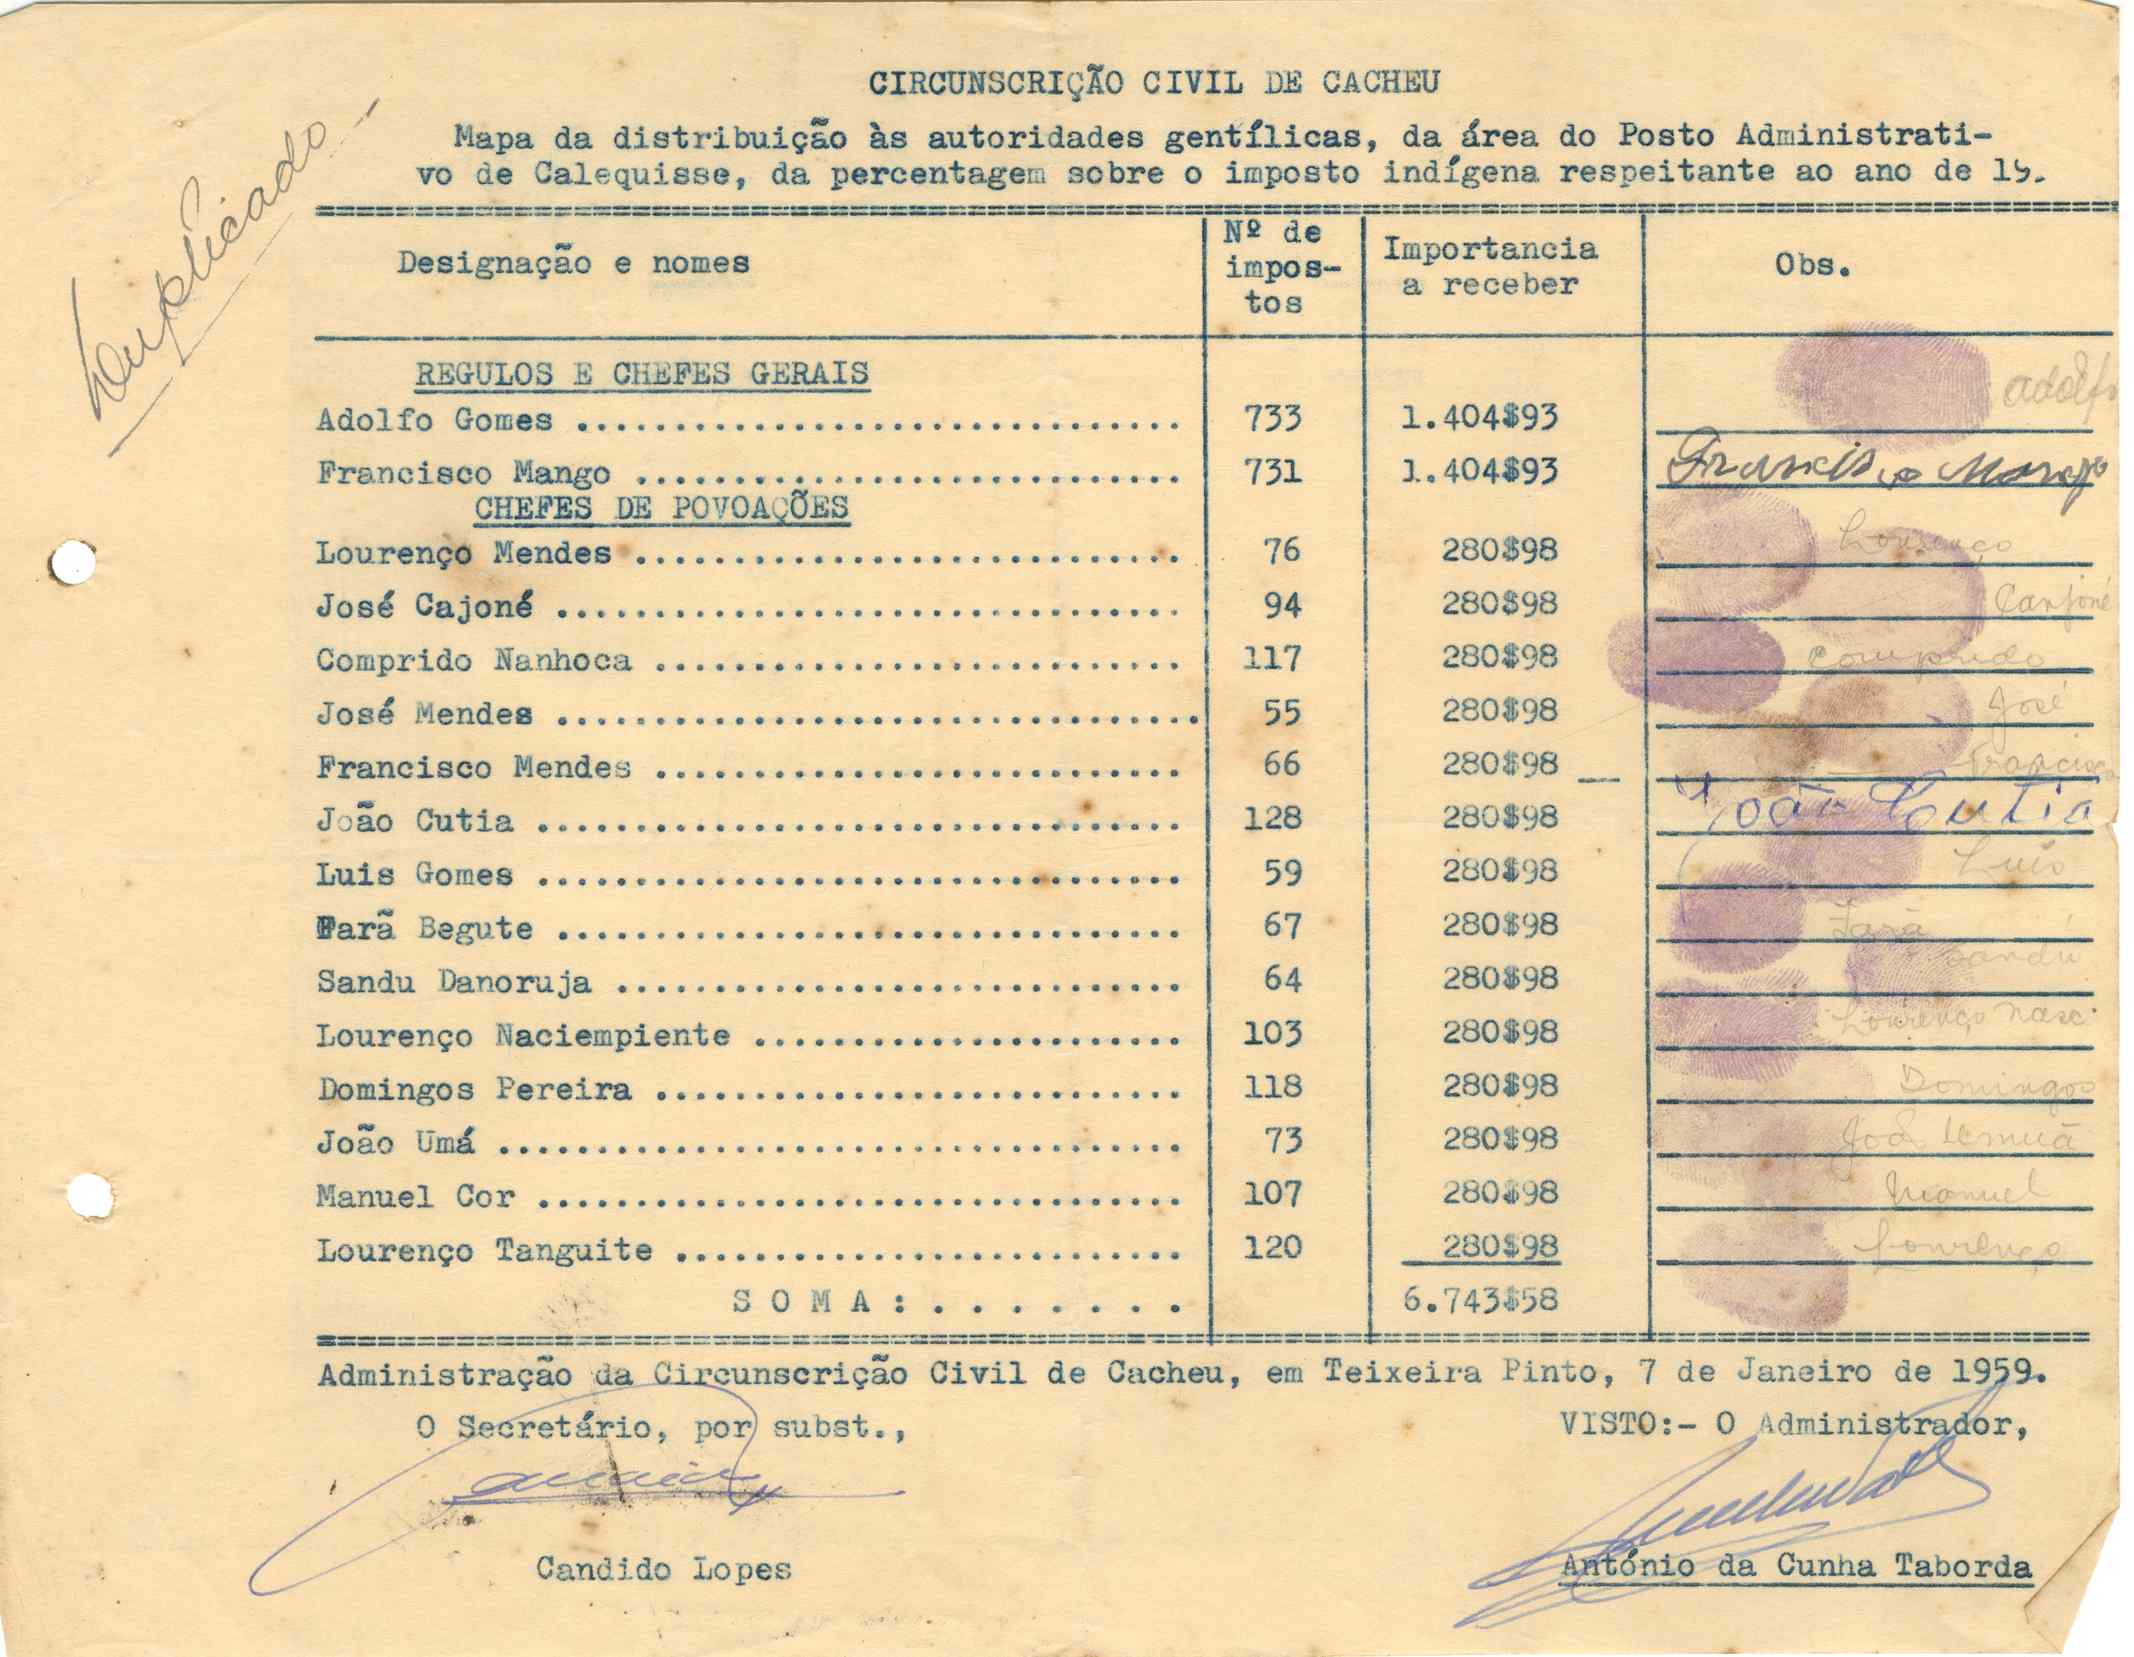 CIRCUNSCRIÇÃO CIVIL DE CACHEU
Duplicado-
Mapa da distribuição às autoridades gentílicas, da área do Posto Administrati-
vo de Calequisse, da percentagem sobre o imposto indígena respeitante ao ano de 19
Designação e nomes Nº de impos- tos Importancia a receber Obs.
REGULOS E CHEFES GERAIS
Adolfo Gomes ............................... 733 1.404$93 adolfo
Francisco Mango ............................ 731 1.404$93 Francisco Mango
CHEFES DE POVOAÇÕES
Lourenço Mendes ............................ 76 280$98 Lourenço
José Cajoné ................................ 94 280$98 Canjoné
Comprido Nanhoca ........................... 117 280$98 Comprido
José Mendes ................................. 55 280$98 José
Francisco Mendes ........................... 66 280$98 Francisco
João Cutia ................................. 128 280$98 João Cutia
Luis Gomes ................................. 59 280$98 Luis
Farã Begute ................................ 67 280$98 Farã
Sandu Danoruja ............................. 64 280$98 Sandú
Lourenço Naciempiente ...................... 103 280$98 Lourenço Nasci
Domingos Pereira ........................... 118 280$98 Domingos
João Umá ................................... 73 280$98
Manuel Cor ................................. 107 280$98 Manuel
Lourenço Tanguite .......................... 120 280$98 Lourenço
S O M A : . . . . . . . 6.743$58
Administração da Circunscrição Civil de Cacheu, em Teixeira Pinto, 7 de Janeiro de 1959.
O Secretário, por subst., VISTO:- O Administrador,
Candido Lopes António da Cunha Taborda